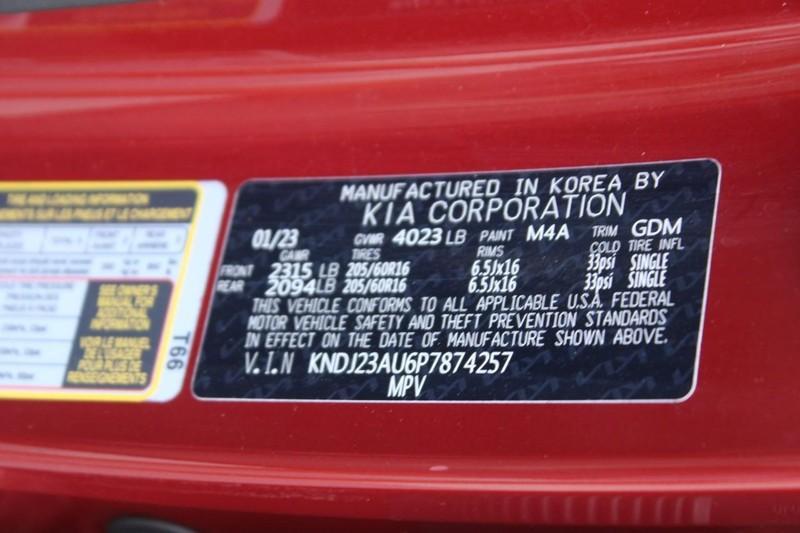 TIRE AND LOADING INFORMATION
SEE OWNER'S
MANUAL FOR
ADDITIONAL
INFORMATION
VOIR LE MANUEL
DE L'USAGER
POUR PLUS DE
RENSEIGNEMENTS
T66
MANUFACTURED IN KOREA BY
KIA CORPORATION
01/23 GVWR 4023 LB PAINT M4A TRIM GDM
GAWR TIRES RIMS COLD TIRE INFL
FRONT 2315 LB 205/60R16 6.5Jx16 33psi SINGLE
REAR 2094 LB 205/60R16 6.5Jx16 33psi SINGLE
THIS VEHICLE CONFORMS TO ALL APPLICABLE U.S.A. FEDERAL
MOTOR VEHICLE SAFETY AND THEFT PREVENTION STANDARDS
IN EFFECT ON THE DATE OF MANUFACTURE SHOWN ABOVE.
V.I.N KNDJ23AU6P7874257
MPV